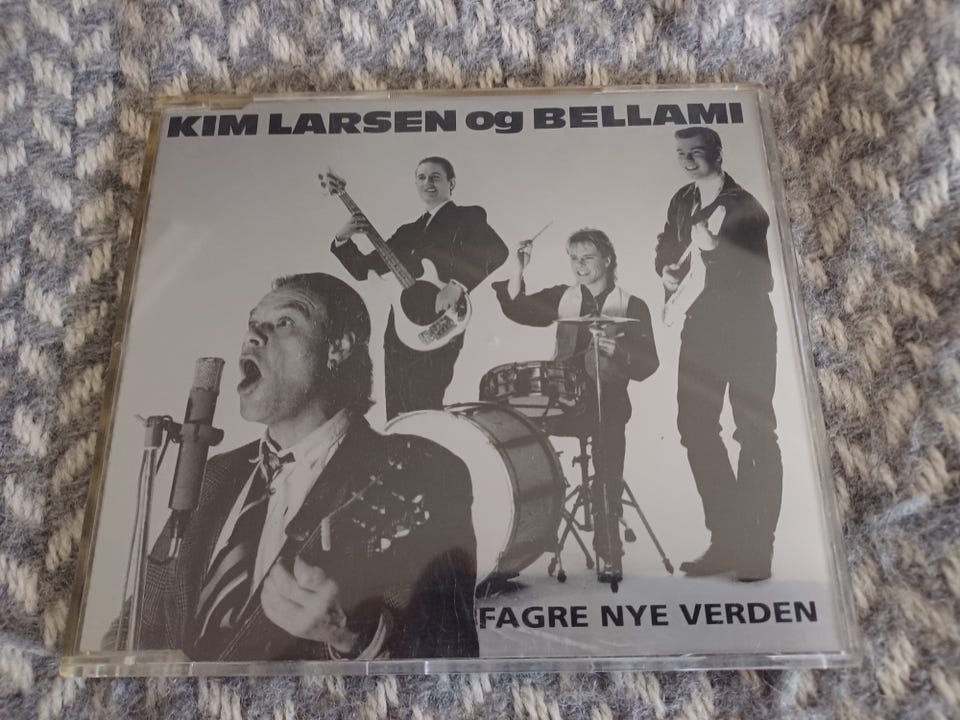 KIM LARSEN og BELLAMI
FAGRE NYE VERDEN